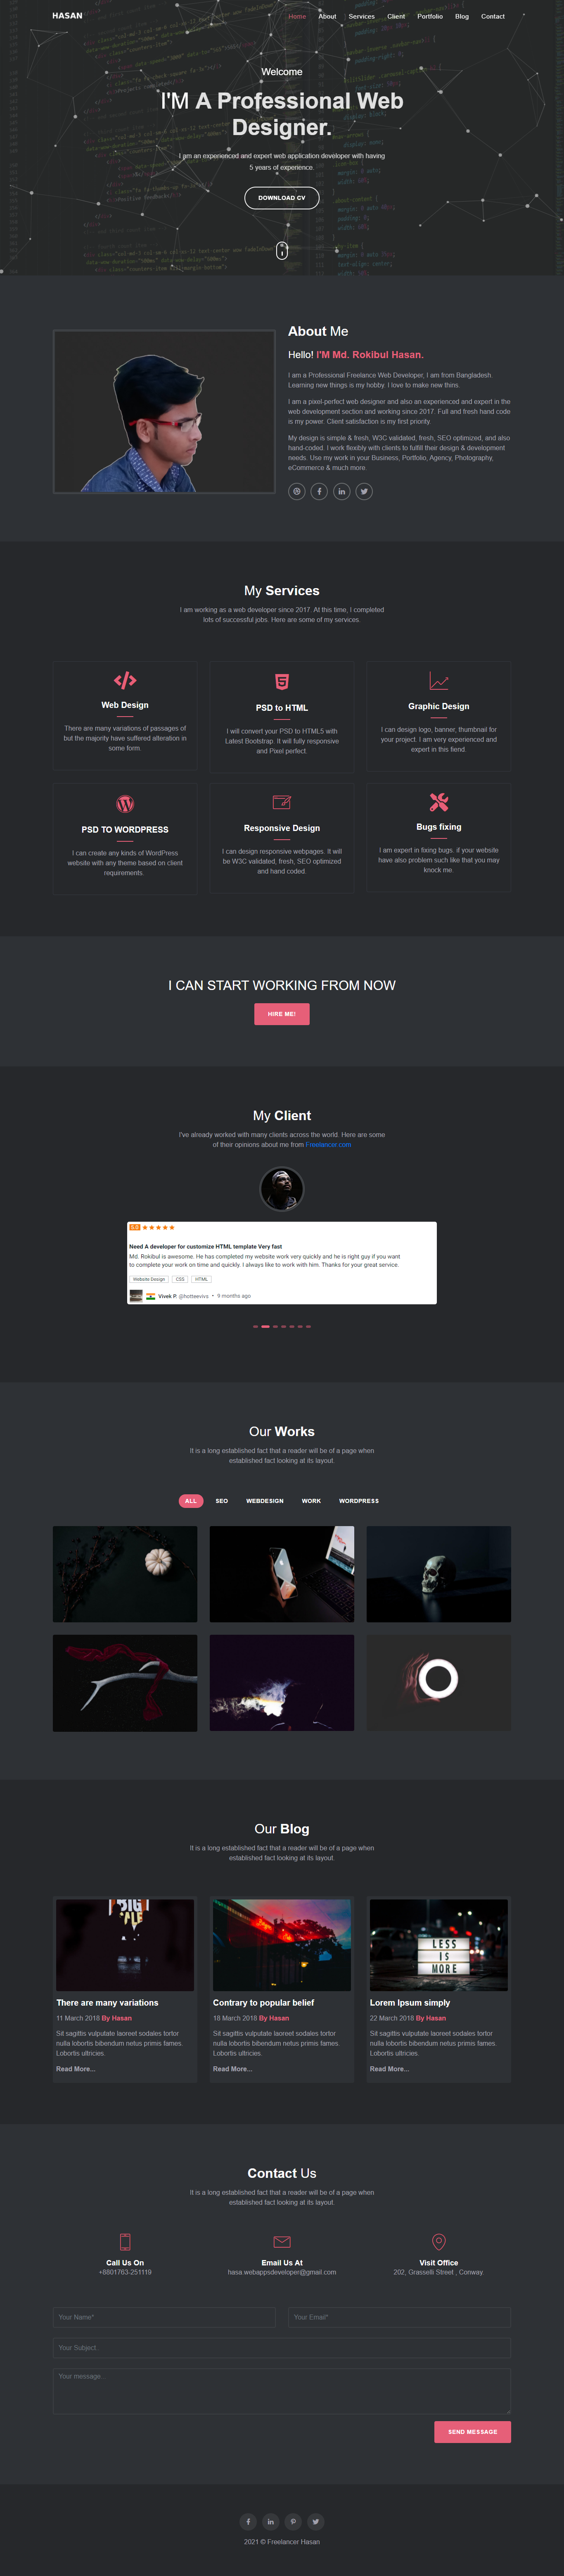 HASAN
Home About Services Client Portfolio Blog Contact
Welcome
I'M A Professional Web
Designer.
I am an experienced and expert web application developer with having
5 years of experience.
DOWNLOAD CV
About Me
Hello! I'M Md. Rokibul Hasan.
I am a Professional Freelance Web Developer, I am from Bangladesh.
Learning new things is my hobby. I love to make new thins.
I am a pixel-perfect web designer and also an experienced and expert in the
web development section and working since 2017. Full and fresh hand code
is my power. Client satisfaction is my first priority.
My design is simple & fresh, W3C validated, fresh, SEO optimized, and also
hand-coded. I work flexibly with clients to fulfill their design & development
needs. Use my work in your Business, Portfolio, Agency, Photography,
eCommerce & much more.
My Services
I am working as a web developer since 2017. At this time, I completed
lots of successful jobs. Here are some of my services.
Web Design
There are many variations of passages of
but the majority have suffered alteration in
some form.
PSD to HTML
I will convert your PSD to HTML5 with
Latest Bootstrap. It will fully responsive
and Pixel perfect.
Graphic Design
I can design logo, banner, thumbnail for
your project. I am very experienced and
expert in this fiend.
PSD TO WORDPRESS
I can create any kinds of WordPress
website with any theme based on client
requirements.
Responsive Design
I can design responsive webpages. It will
be W3C validated, fresh, SEO optimized
and hand coded.
Bugs fixing
I am expert in fixing bugs. if your website
have also problem such like that you may
knock me.
I CAN START WORKING FROM NOW
HIRE ME!
My Client
I've already worked with many clients across the world. Here are some
of their opinions about me from Freelancer.com
5.0
Need A developer for customize HTML template Very fast
Md. Rokibul is awesome. He has completed my website work very quickly and he is right guy if you want
to complete your work on time and quickly. I always like to work with him. Thanks for your great service.
Website Design CSS HTML
Vivek P. @hotteevivo • 9 months ago
Our Works
It is a long established fact that a reader will be of a page when
established fact looking at its layout.
ALL SEO WEBDESIGN WORK WORDPRESS
Our Blog
It is a long established fact that a reader will be of a page when
established fact looking at its layout.
LESS
IS
MORE
There are many variations
11 March 2018 By Hasan
Sit sagittis vulputate laoreet sodales tortor
nulla lobortis bibendum netus primis fames.
Lobortis ultricies.
Read More...
Contrary to popular belief
18 March 2018 By Hasan
Sit sagittis vulputate laoreet sodales tortor
nulla lobortis bibendum netus primis fames.
Lobortis ultricies.
Read More...
Lorem Ipsum simply
22 March 2018 By Hasan
Sit sagittis vulputate laoreet sodales tortor
nulla lobortis bibendum netus primis fames.
Lobortis ultricies.
Read More...
Contact Us
It is a long established fact that a reader will be of a page when
established fact looking at its layout.
Call Us On
+8801763-251119
Email Us At
hasa.webappsdeveloper@gmail.com
Visit Office
202, Grasselli Street , Conway.
Your Name*
Your Email*
Your Subject..
Your message
SEND MESSAGE
2021 © Freelancer Hasan